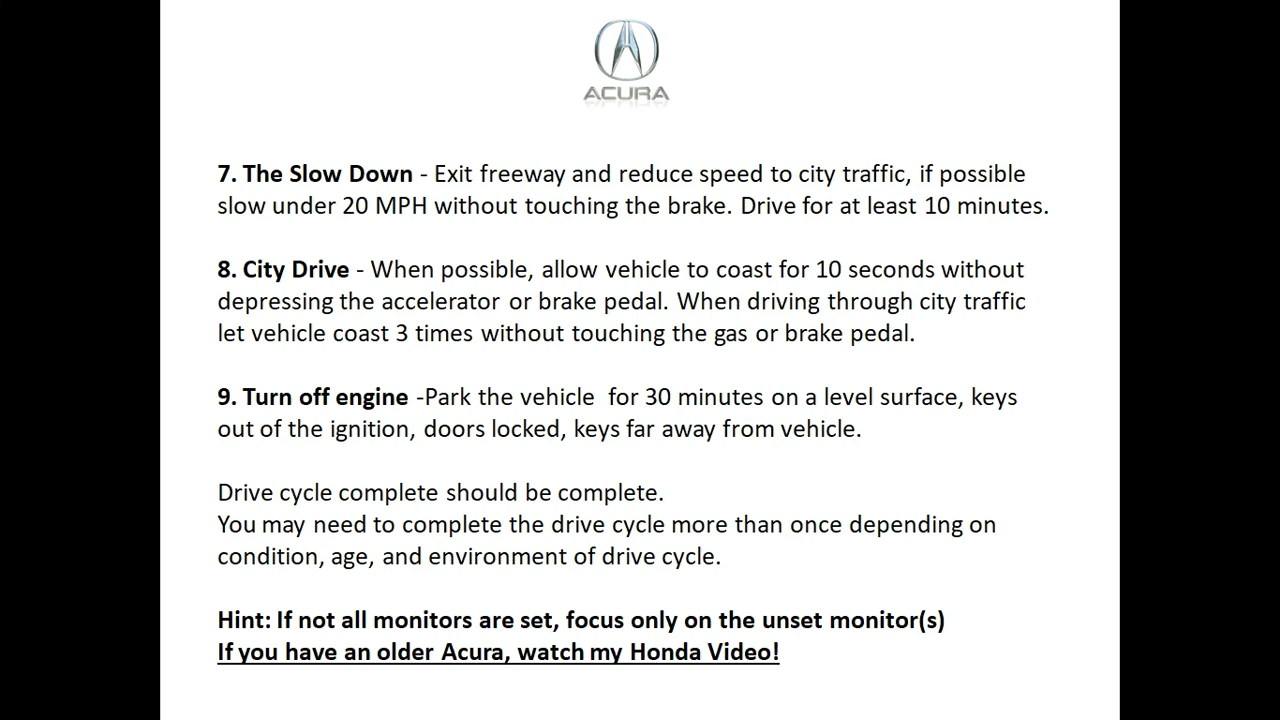 ACURA
7. The Slow Down - Exit freeway and reduce speed to city traffic, if possible
slow under 20 MPH without touching the brake. Drive for at least 10 minutes.
8. City Drive - When possible, allow vehicle to coast for 10 seconds without
depressing the accelerator or brake pedal. When driving through city traffic
let vehicle coast 3 times without touching the gas or brake pedal.
9. Turn off engine -Park the vehicle  for 30 minutes on a level surface, keys
out of the ignition, doors locked, keys far away from vehicle.
Drive cycle complete should be complete.
You may need to complete the drive cycle more than once depending on
condition, age, and environment of drive cycle.
Hint: If not all monitors are set, focus only on the unset monitor(s)
If you have an older Acura, watch my Honda Video!